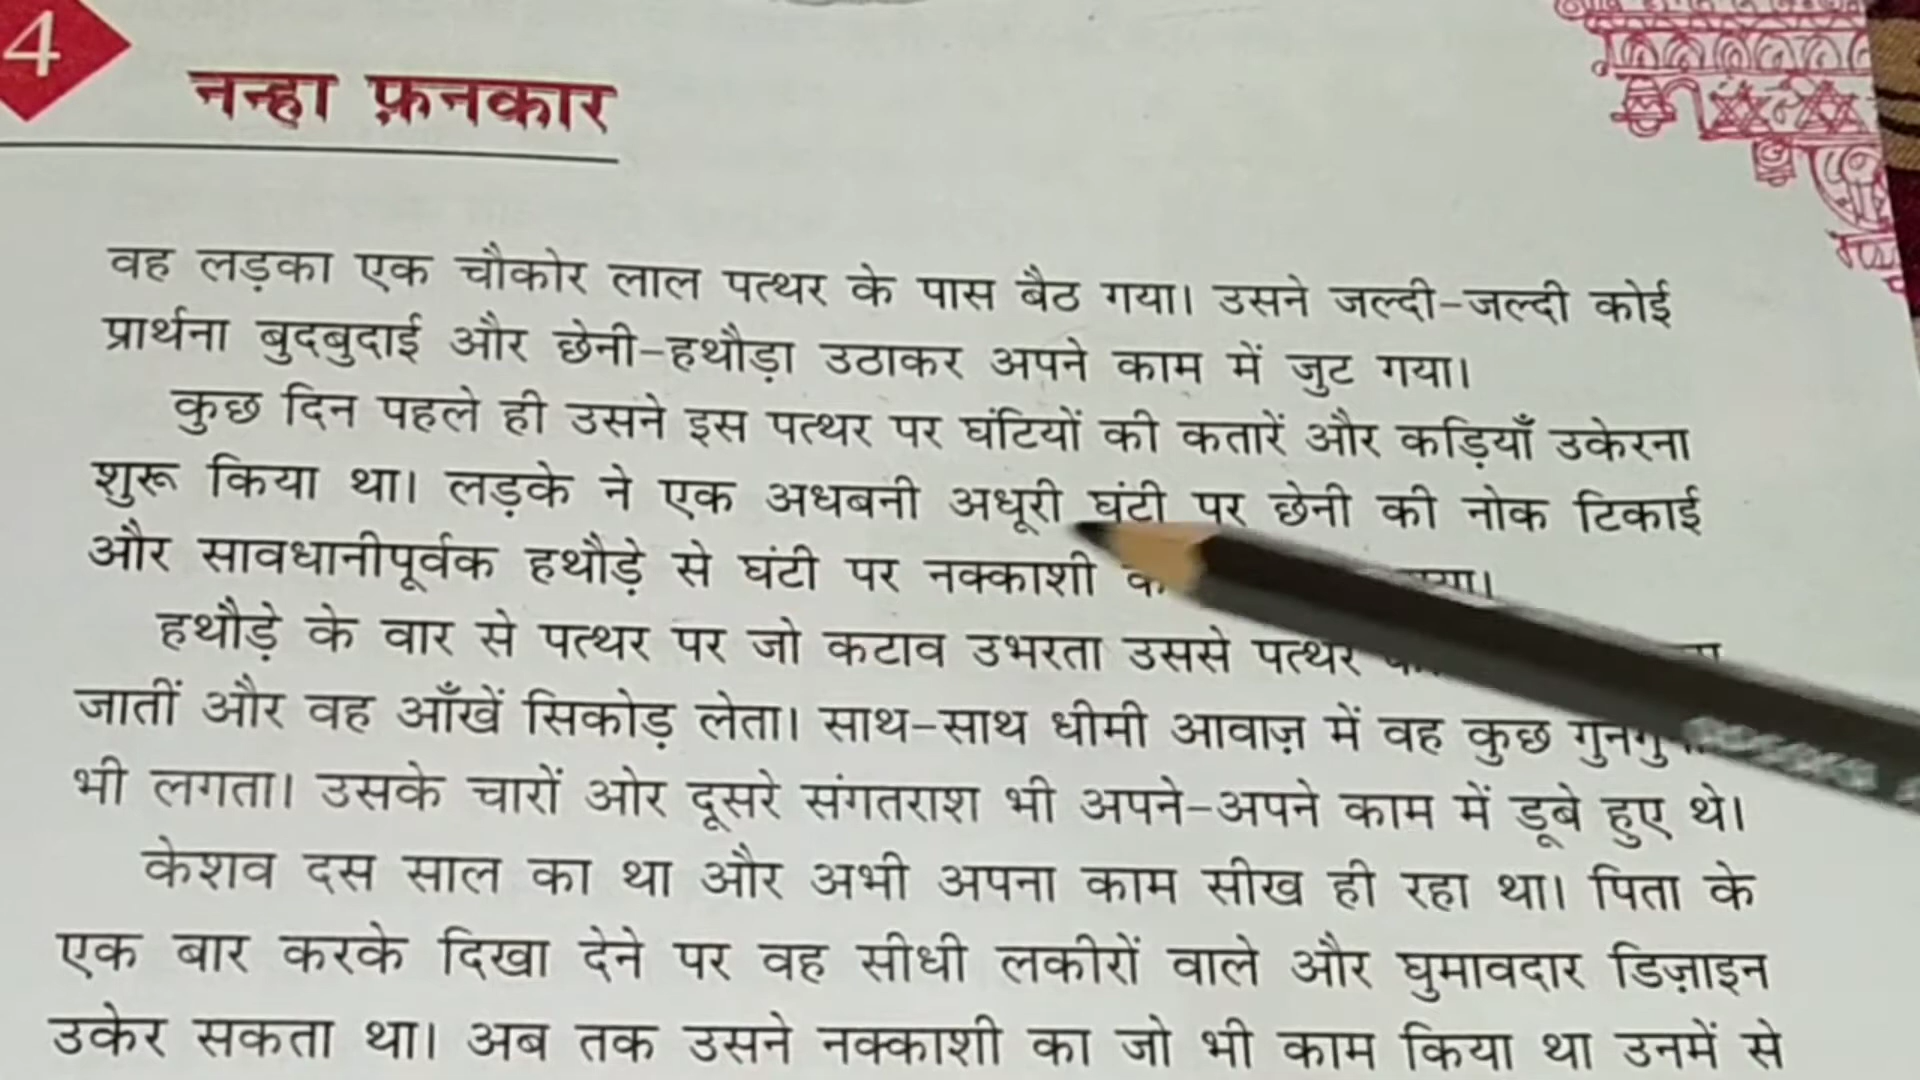 4
नन्हा फ़नकार
वह लड़का एक चौकोर लाल पत्थर के पास बैठ गया। उसने जल्दी-जल्दी कोई
प्रार्थना बुदबुदाई और छेनी-हथौड़ा उठाकर अपने काम में जुट गया।
कुछ दिन पहले ही उसने इस पत्थर पर घंटियों की कतारें और कड़ियाँ उकेरना
शुरू किया था। लड़के ने एक अधबनी अधूरी घंटी पर छेनी की नोक टिकाई
और सावधानीपूर्वक हथौड़े से घंटी पर नक्काशी
हथौड़े के वार से पत्थर पर जो कटाव उभरता उससे पत्थर
जातीं और वह आँखें सिकोड़ लेता। साथ-साथ धीमी आवाज़ में वह कुछ
भी लगता। उसके चारों ओर दूसरे संगतराश भी अपने-अपने काम में डूबे हुए थे।
केशव दस साल का था और अभी अपना काम सीख ही रहा था। पिता के
एक बार करके दिखा देने पर वह सीधी लकीरों वाले और घुमावदार डिज़ाइन
उकेर सकता था। अब तक उसने नक्काशी का जो भी काम किया था उनमें से